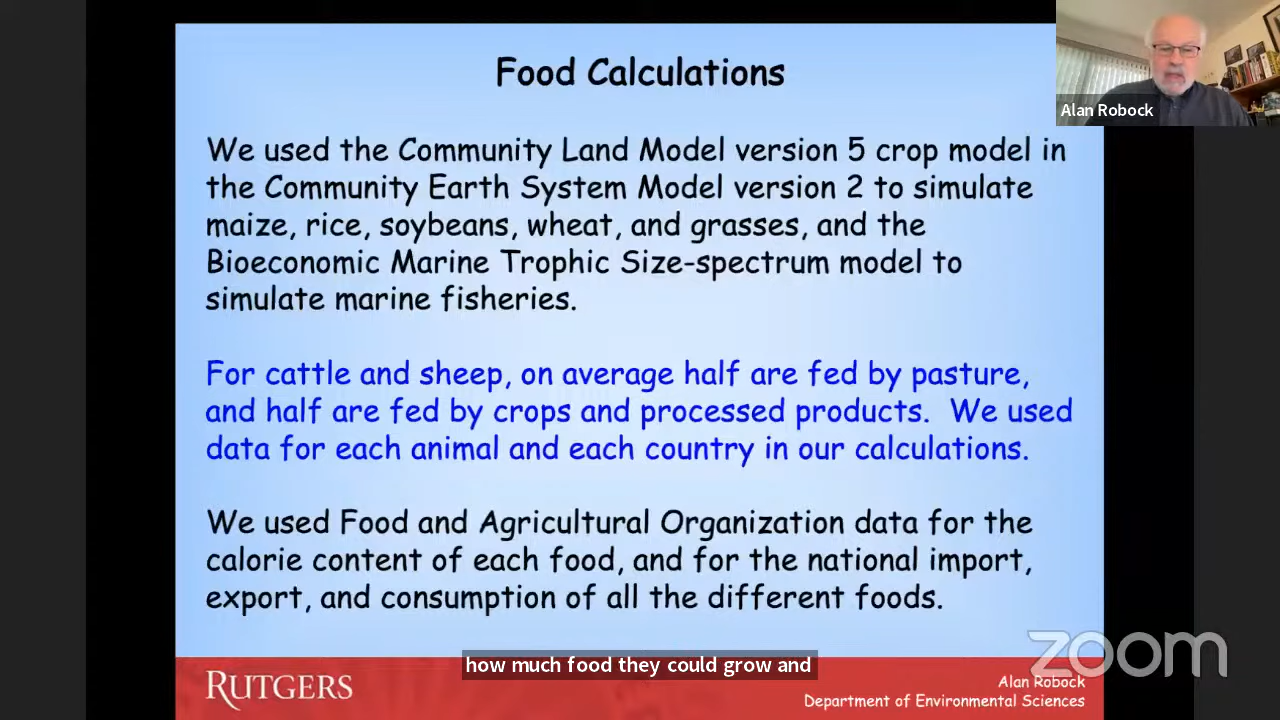 Food Calculations
We used the Community Land Model version 5 crop model in
the Community Earth System Model version 2 to simulate
maize, rice, soybeans, wheat, and grasses, and the
Bioeconomic Marine Trophic Size-spectrum model to
simulate marine fisheries.
For cattle and sheep, on average half are fed by pasture,
and half are fed by crops and processed products. We used
data for each animal and each country in our calculations.
We used Food and Agricultural Organization data for the
calorie content of each food, and for the national import,
export, and consumption of all the different foods.
how much food they could grow and
RUTGERS
Alan Robock
Department of Environmental Sciences
zoom
Alan Robock